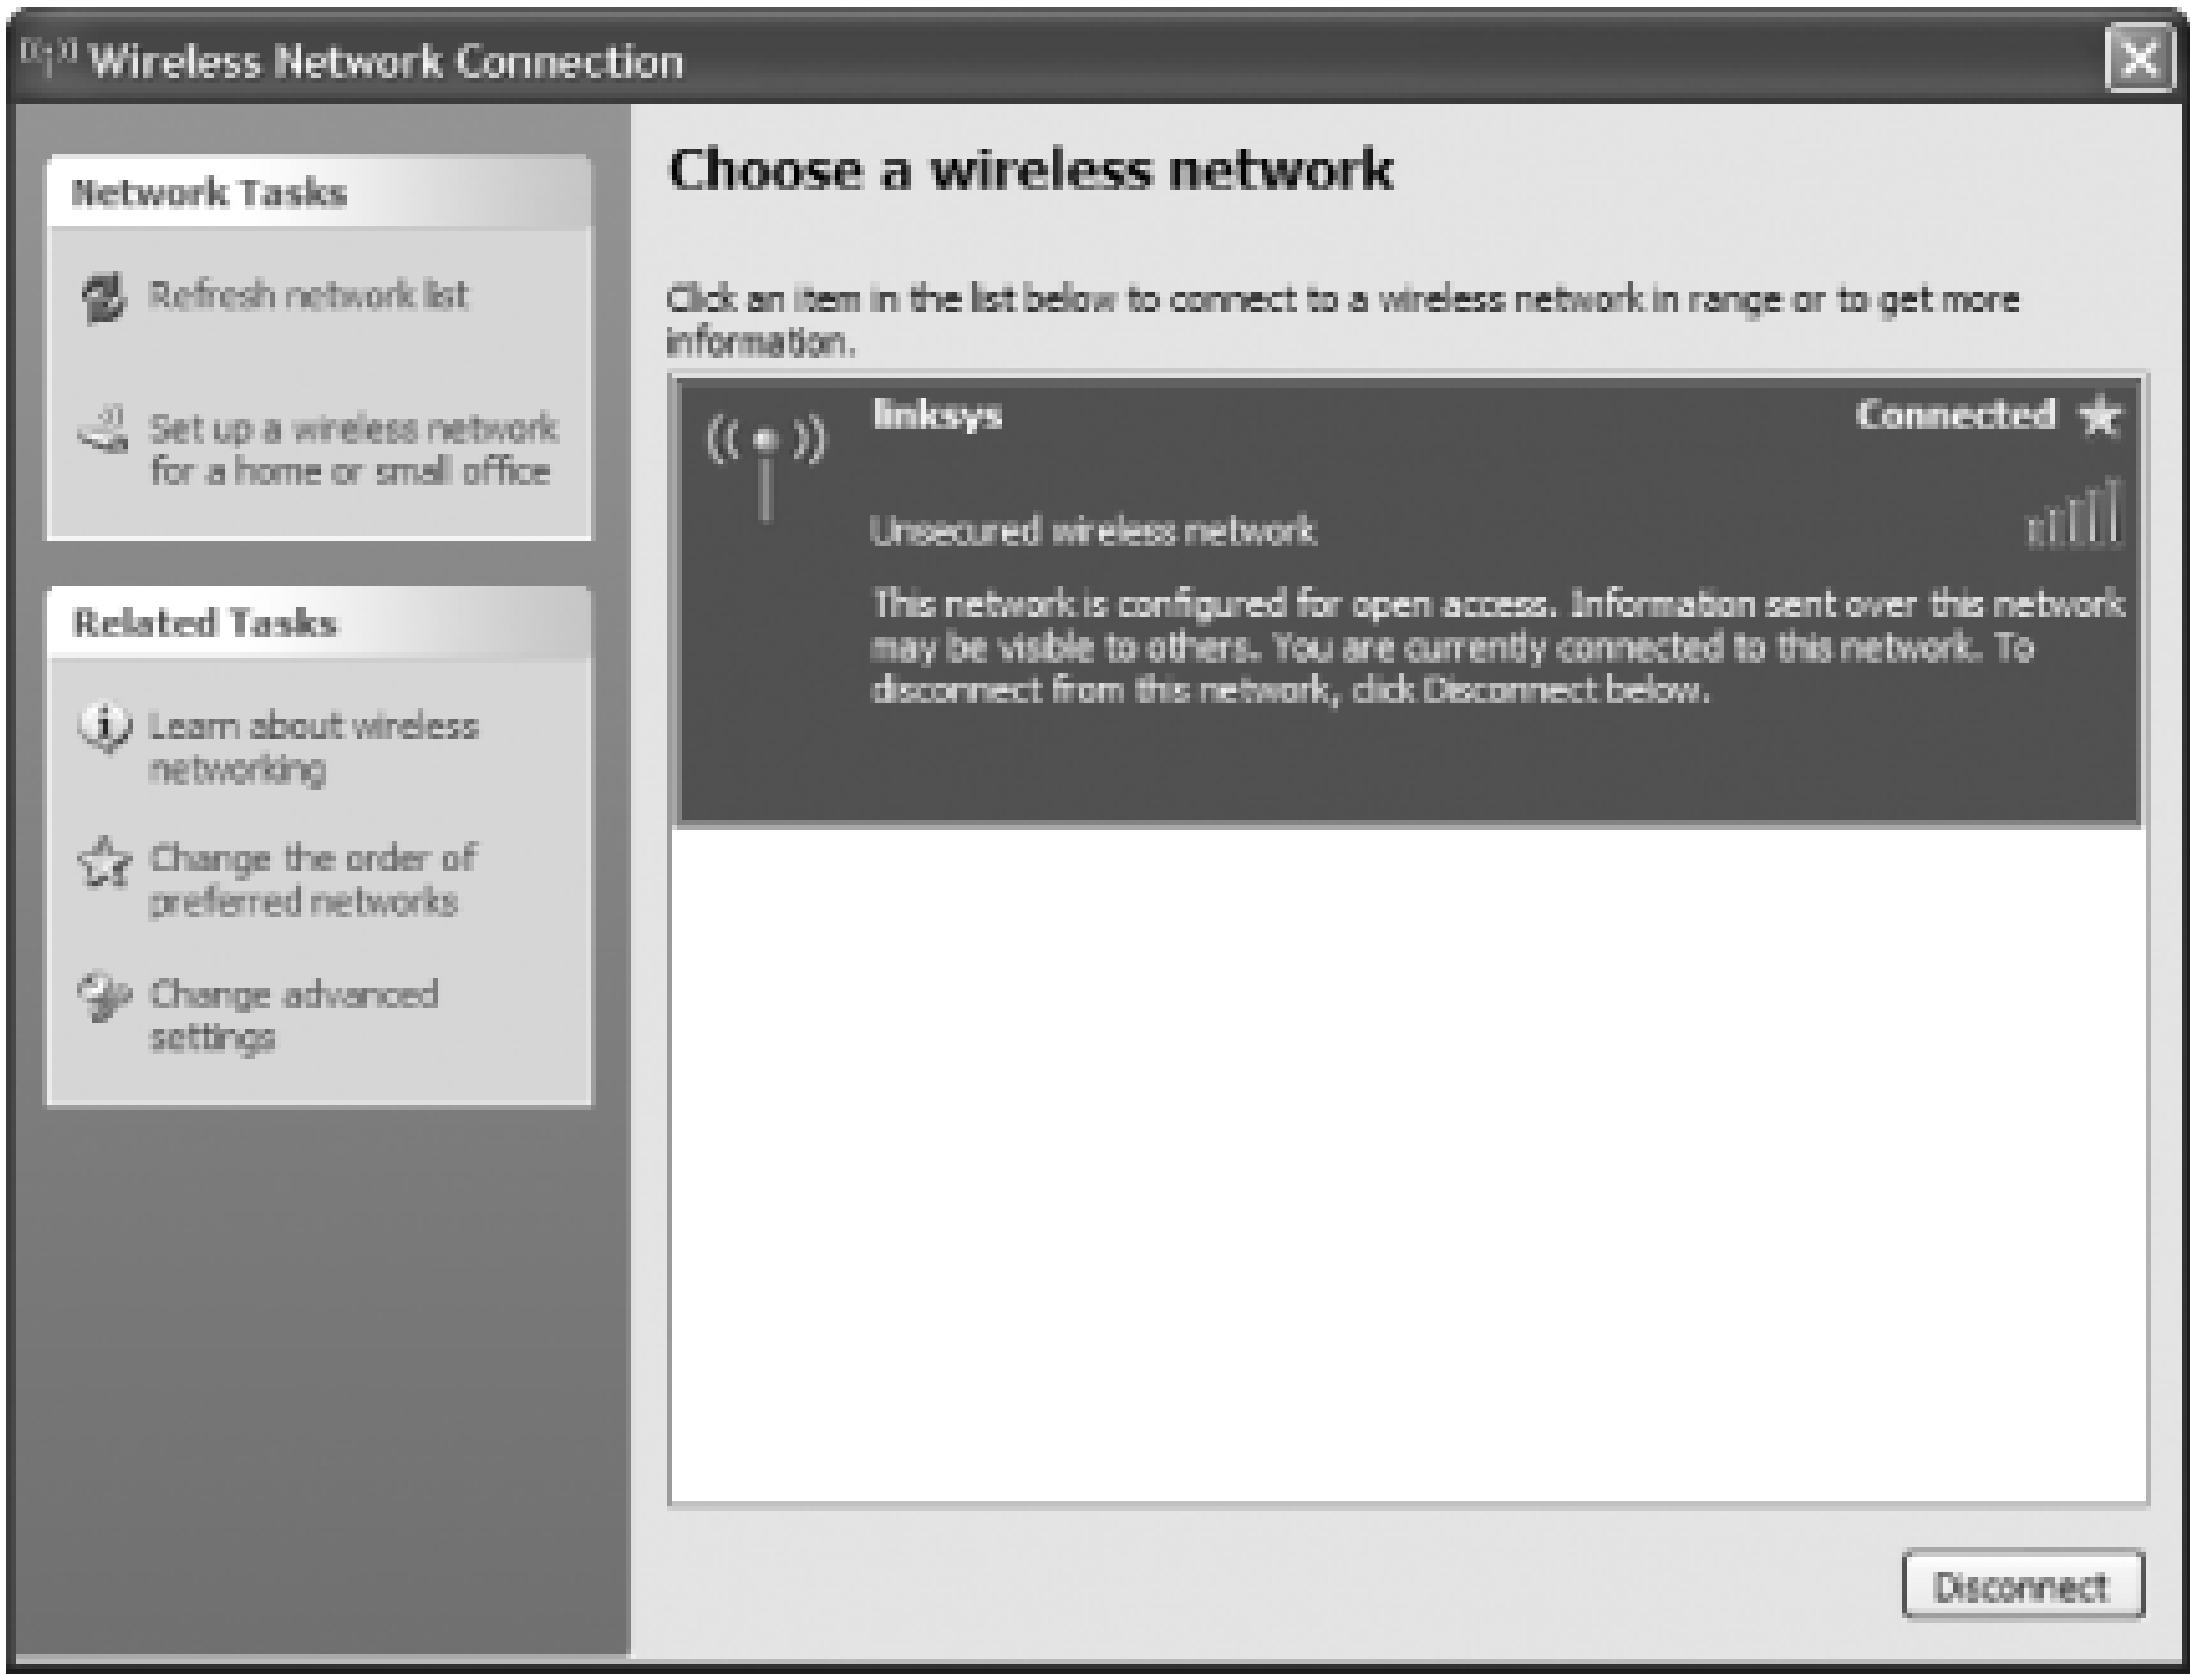 Wireless Network Connection
Network Tasks
Refresh network list
Set up a wireless network
for a home or small office
Related Tasks
Learn about wireless
networking
Change the order of
preferred networks
Change advanced
settings
Choose a wireless network
Click an item in the list below to connect to a wireless network in range or to get more
information.
linksys
Connected
Unsecured wireless network
This network is configured for open access. Information sent over this network
may be visible to others. You are currently connected to this network. To
disconnect from this network, click Disconnect below.
Disconnect